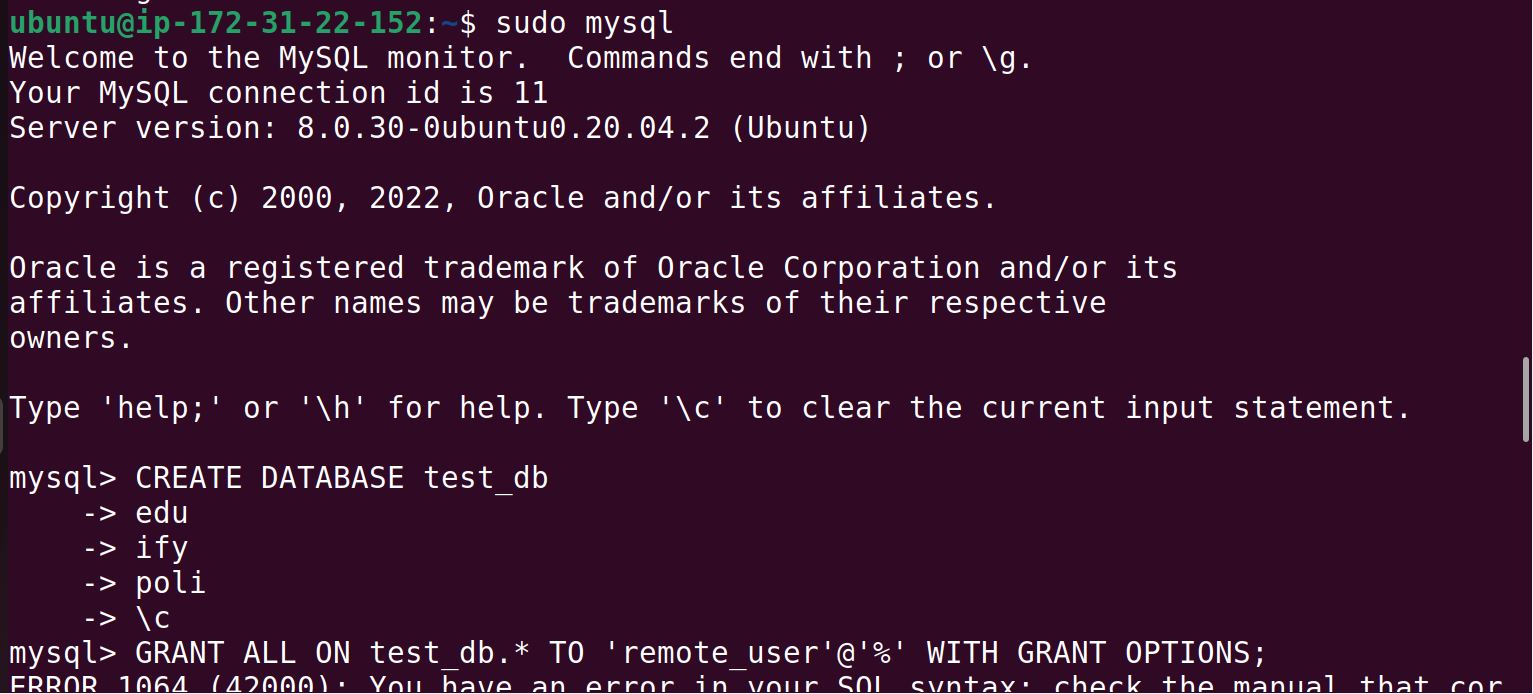 ubuntu@ip-172-31-22-152:~$ sudo mysql
Welcome to the MySQL monitor.  Commands end with ; or \g.
Your MySQL connection id is 11
Server version: 8.0.30-0ubuntu0.20.04.2 (Ubuntu)
Copyright (c) 2000, 2022, Oracle and/or its affiliates.
Oracle is a registered trademark of Oracle Corporation and/or its
affiliates. Other names may be trademarks of their respective
owners.
Type 'help;' or '\h' for help. Type '\c' to clear the current input statement.
mysql> CREATE DATABASE test_db
    -> edu
    -> ify
    -> poli
    -> \c
mysql> GRANT ALL ON test_db.* TO 'remote_user'@'%' WITH GRANT OPTIONS;
ERROR 1064 (42000): You have an error in your SQL syntax; check the manual that cor